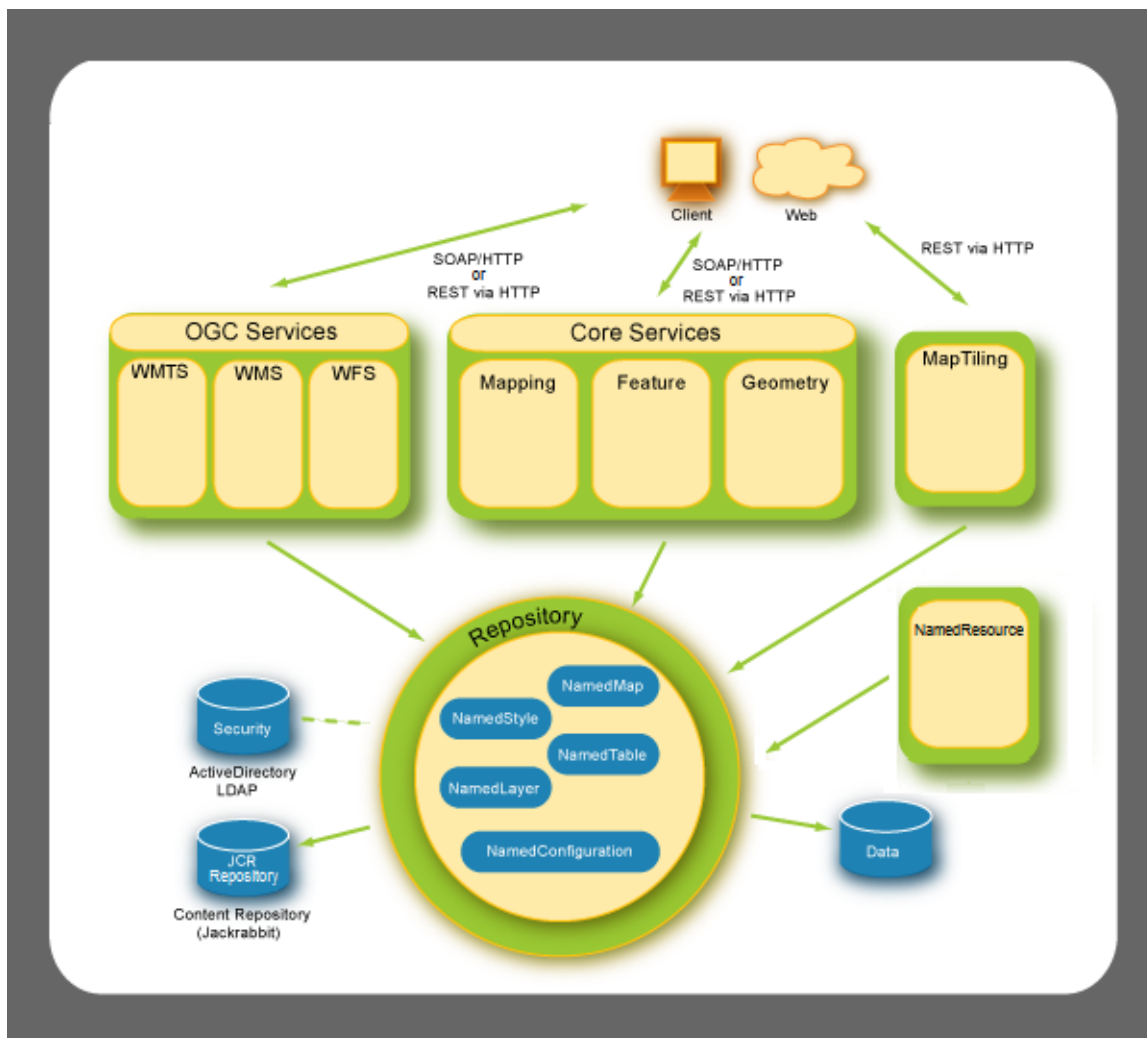 Client
Web
REST via HTTP
SOAP/HTTP
or
REST via HTTP
SOAP/HTTP
or
REST via HTTP
OGC Services
WMTS
WMS
WFS
Core Services
Mapping
Feature
Geometry
MapTiling
Repository
NamedMap
NamedStyle
NamedTable
NamedLayer
NamedConfiguration
NamedResource
Security
ActiveDirectory
LDAP
JCR
Repository
Content Repository
(Jackrabbit)
Data